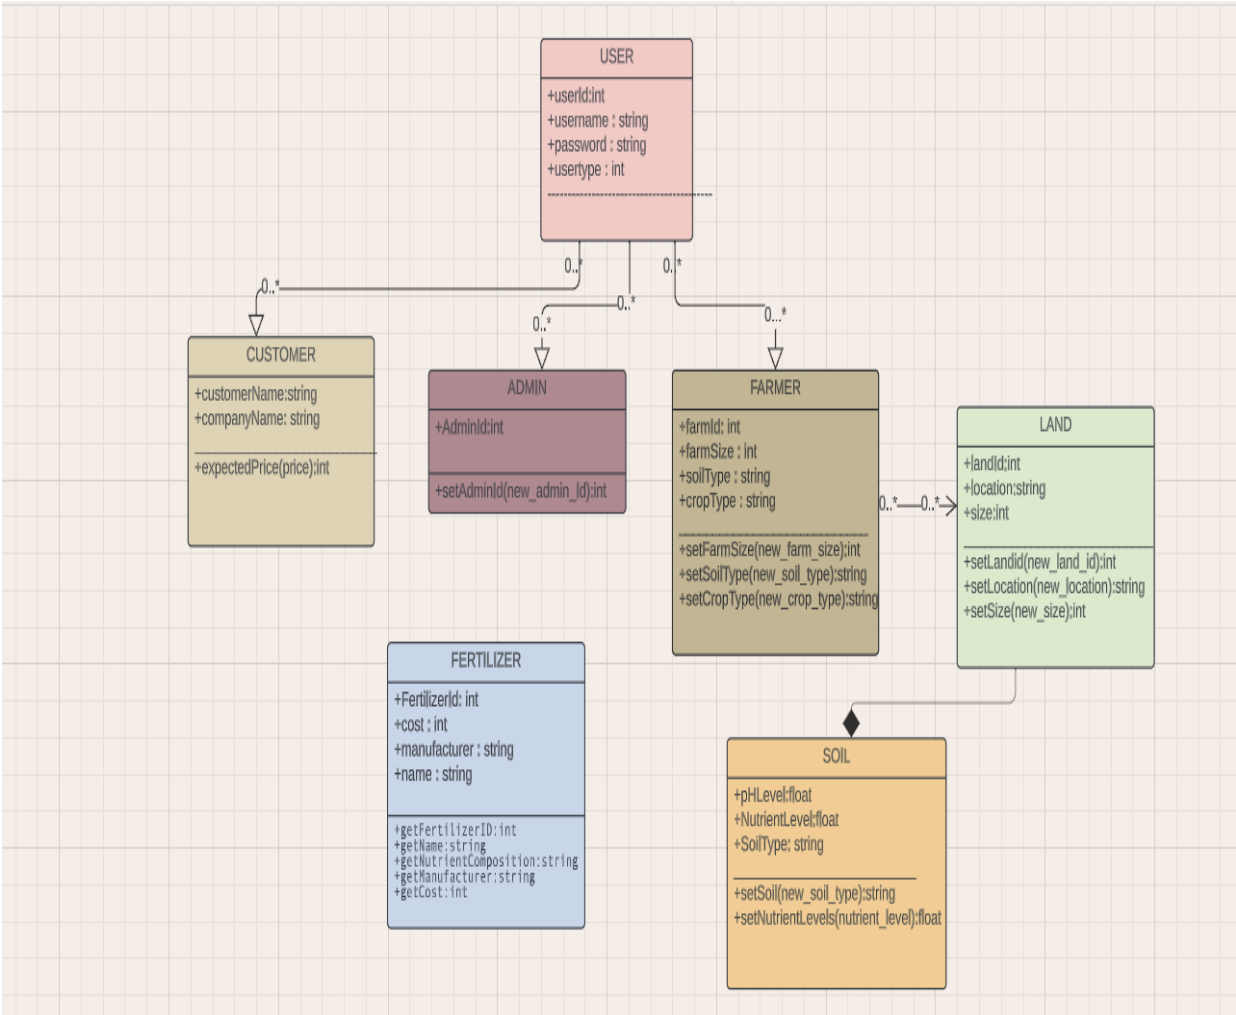 USER
+userId:int
+username : string
+password : string
+usertype : int
0..*
0..*
0..*
0..*
0..*
0...*
CUSTOMER
+customerName:string
+companyName: string
+expectedPrice(price):int
ADMIN
+AdminId:int
+setAdminId(new_admin_Id):int
FARMER
+farmId: int
+farmSize : int
+soilType : string
+cropType : string
+setFarmSize(new_farm_size):int
+setSoilType(new_soil_type):string
+setCropType(new_crop_type):string
0..*
0..*
LAND
+landId:int
+location:string
+size:int
+setLandid(new_land_id):int
+setLocation(new_location):string
+setSize(new_size):int
FERTILIZER
+FertilizerId: int
+cost : int
+manufacturer : string
+name : string
+getFertilizerID:int
+getName:string
+getNutrientComposition:string
+getManufacturer:string
+getCost:int
SOIL
+pHLevel:float
+NutrientLevel:float
+SoilType: string
+setSoil(new_soil_type):string
+setNutrientLevels(nutrient_level):float